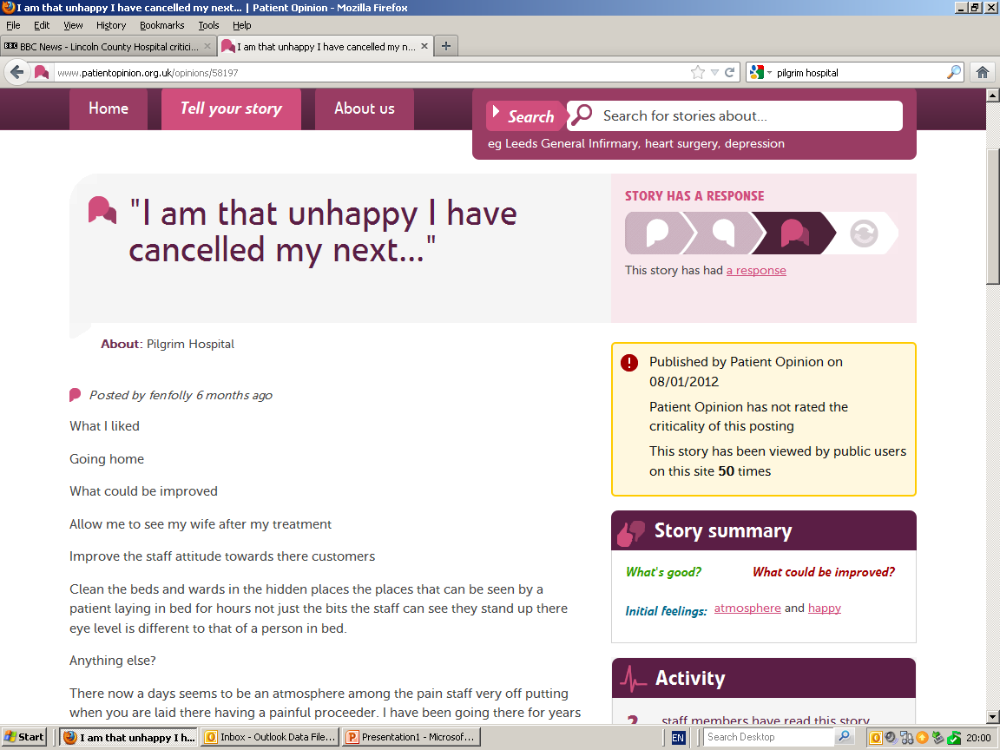 I am that unhappy I have cancelled my next... | Patient Opinion - Mozilla Firefox
File Edit View History Bookmarks Tools Help
BBC BBC News - Lincoln County Hospital critici...
I am that unhappy I have cancelled my n...
www.patientopinion.org.uk/opinions/58197
pilgrim hospital
Home
Tell your story
About us
Search
Search for stories about...
eg Leeds General Infirmary, heart surgery, depression
"I am that unhappy I have
cancelled my next..."
STORY HAS A RESPONSE
This story has had a response
About: Pilgrim Hospital
Posted by fenfolly 6 months ago
What I liked
Going home
What could be improved
Allow me to see my wife after my treatment
Improve the staff attitude towards there customers
Clean the beds and wards in the hidden places the places that can be seen by a
patient laying in bed for hours not just the bits the staff can see they stand up there
eye level is different to that of a person in bed.
Anything else?
There now a days seems to be an atmosphere among the pain staff very off putting
when you are laid there having a painful proceeder. I have been going there for years
Published by Patient Opinion on
08/01/2012
Patient Opinion has not rated the
criticality of this posting
This story has been viewed by public users
on this site 50 times
Story summary
What's good?
What could be improved?
Initial feelings: atmosphere and happy
Activity
staff members have read this story
Start
I am that unhappy I h...
Inbox - Outlook Data File...
Presentation1 - Microsof...
EN
Search Desktop
20:00